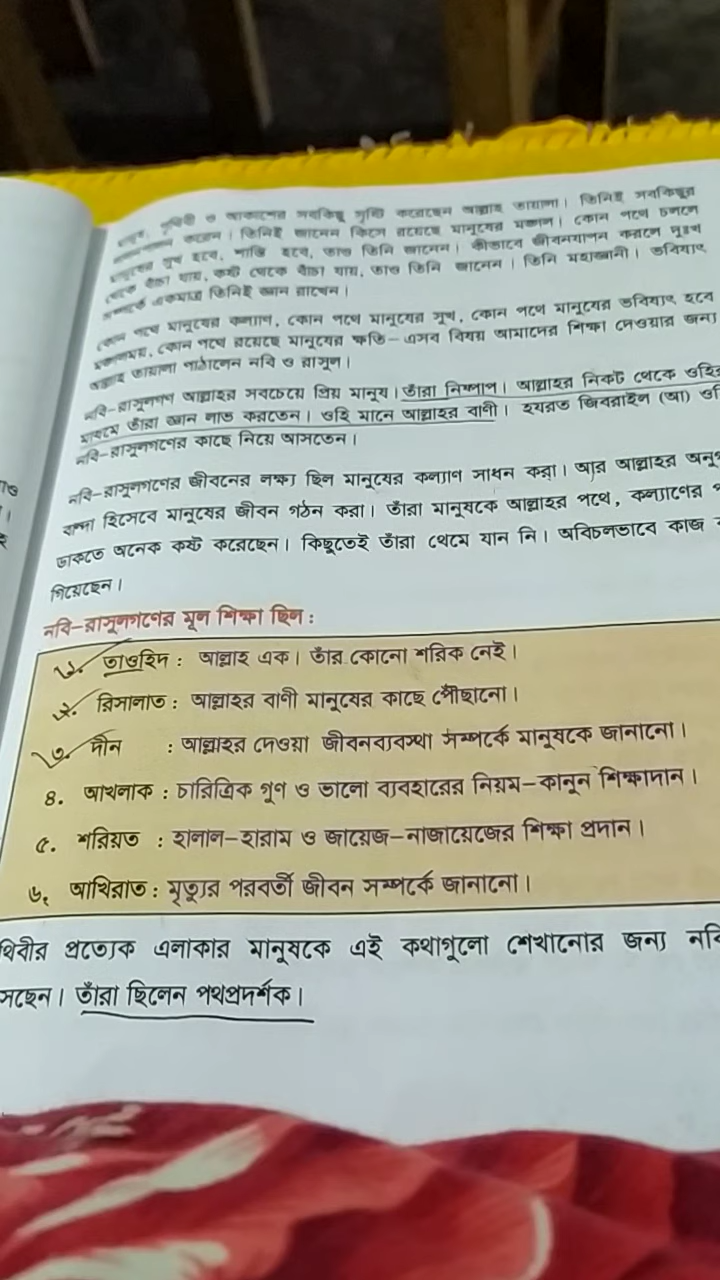 পৃথিবী ও আকাশের সবকিছু সৃষ্টি করেছেন আল্লাহ তায়ালা। তিনিই সবকিছুর
করেন। তিনিই জানেন কিসে রয়েছে মানুষের মঙ্গল। কোন পথে চললে
মানুষের সুখ হবে, শান্তি হবে, তাও তিনি জানেন। কীভাবে জীবনযাপন করলে দুঃখ
থেকে বাঁচা যায়, কষ্ট থেকে বাঁচা যায়, তাও তিনি জানেন। তিনি মহাজ্ঞানী। ভবিষ্যৎ
সম্পর্কে একমাত্র তিনিই জ্ঞান রাখেন।
কোন পথে মানুষের কল্যাণ, কোন পথে মানুষের সুখ, কোন পথে মানুষের ভবিষ্যৎ হবে
মঙ্গলময়, কোন পথে রয়েছে মানুষের ক্ষতি-এসব বিষয় আমাদের শিক্ষা দেওয়ার জন্য
আল্লাহ তায়ালা পাঠালেন নবি ও রাসুল।
নবি-রাসুলগণ আল্লাহর সবচেয়ে প্রিয় মানুষ। তাঁরা নিষ্পাপ। আল্লাহর নিকট থেকে ওহির
মাধ্যমে তাঁরা জ্ঞান লাভ করতেন। ওহি মানে আল্লাহর বাণী। হযরত জিবরাইল (আ)
নবি-রাসুলগণের কাছে নিয়ে আসতেন।
নবি-রাসুলগণের জীবনের লক্ষ্য ছিল মানুষের কল্যাণ সাধন করা। আর আল্লাহর
বান্দা হিসেবে মানুষের জীবন গঠন করা। তাঁরা মানুষকে আল্লাহর পথে, কল্যাণের
ডাকতে অনেক কষ্ট করেছেন। কিছুতেই তাঁরা থেমে যান নি। অবিচলভাবে কাজ
গিয়েছেন।
নবি-রাসুলগণের মূল শিক্ষা ছিল :
১. তাওহিদ : আল্লাহ এক। তাঁর কোনো শরিক নেই।
২. রিসালাত : আল্লাহর বাণী মানুষের কাছে পৌঁছানো।
৩. দীন : আল্লাহর দেওয়া জীবনব্যবস্থা সম্পর্কে মানুষকে জানানো।
৪. আখলাক : চারিত্রিক গুণ ও ভালো ব্যবহারের নিয়ম-কানুন শিক্ষাদান।
৫. শরিয়ত : হালাল-হারাম ও জায়েজ-নাজায়েজের শিক্ষা প্রদান।
৬. আখিরাত : মৃত্যুর পরবর্তী জীবন সম্পর্কে জানানো।
থিবীর প্রত্যেক এলাকার মানুষকে এই কথাগুলো শেখানোর জন্য নবি
সছেন। তাঁরা ছিলেন পথপ্রদর্শক।